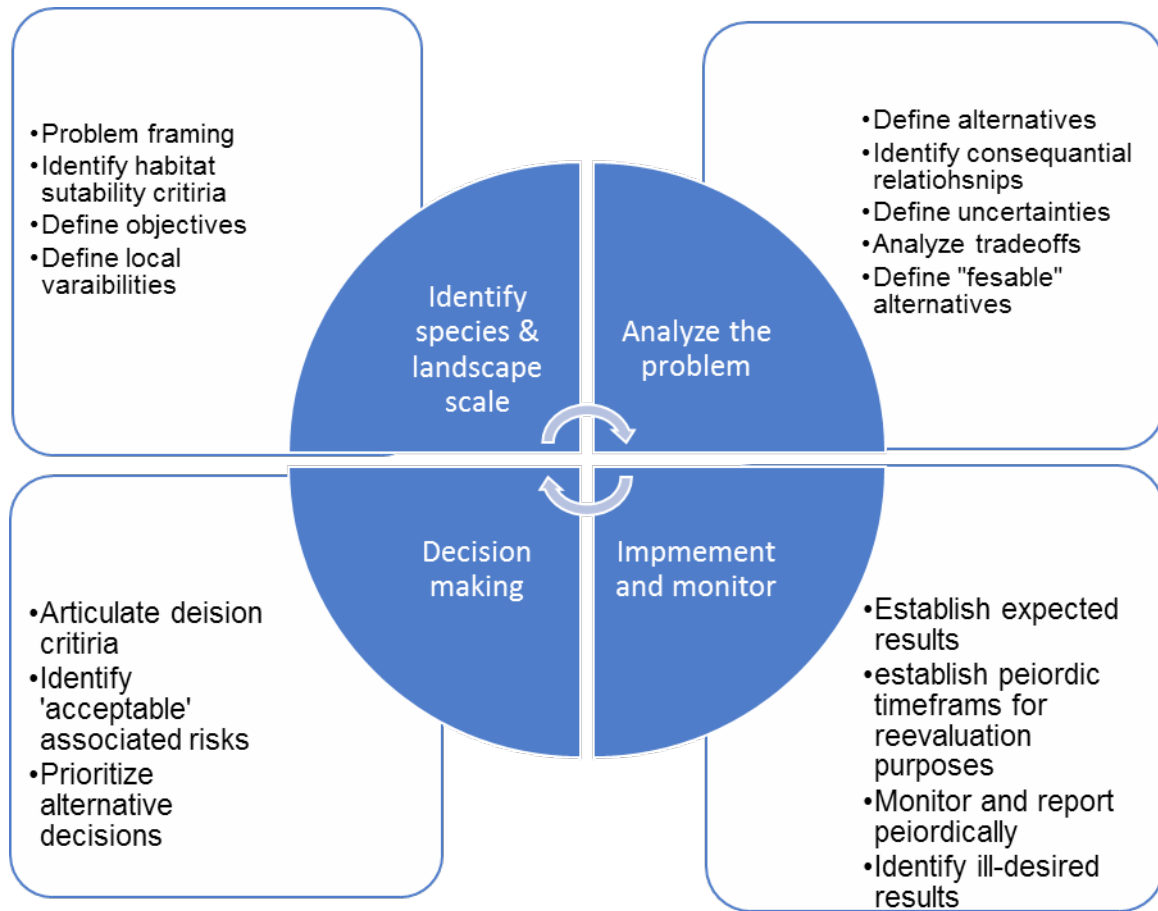 •Problem framing
•Identify habitat
sutability critiria
•Define objectives
•Define local
varaibilities
•Define alternatives
•Identify consequantial
relatiohsnips
•Define uncertainties
•Analyze tradeoffs
•Define "fesable"
alternatives
Identify
species &
landscape
scale
Analyze the
problem
Decision
making
Impmement
and monitor
•Articulate deision
critiria
•Identify
'acceptable'
associated risks
•Prioritize
alternative
decisions
•Establish expected
results
•establish peiordic
timeframs for
reevaluation
purposes
•Monitor and report
peiordically
•Identify ill-desired
results